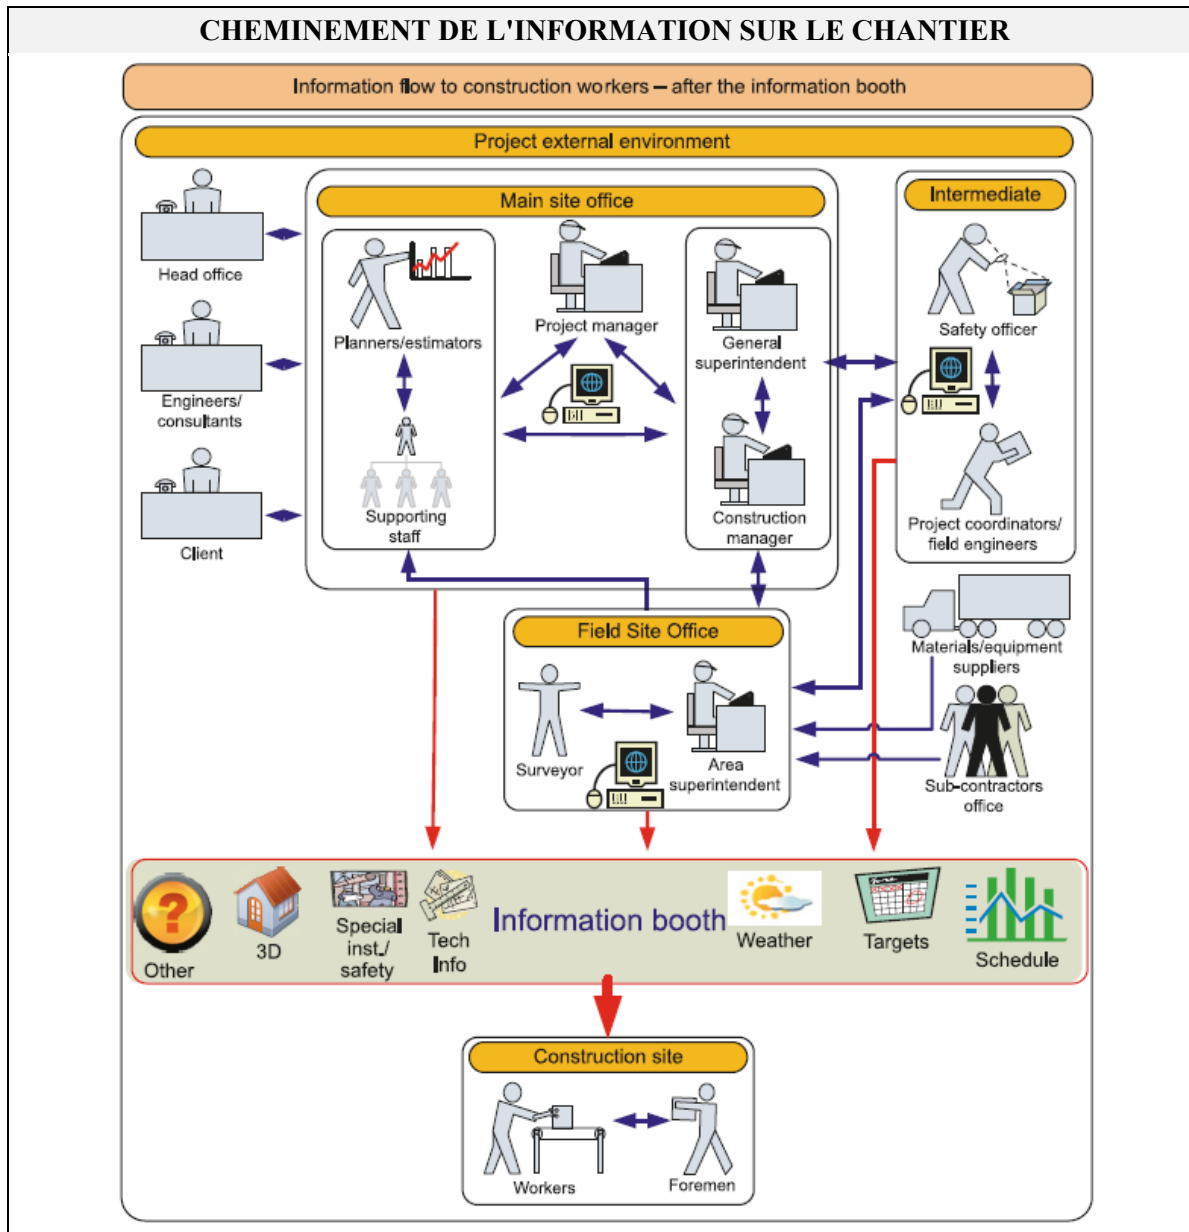 CHEMINEMENT DE L'INFORMATION SUR LE CHANTIER
Information flow to construction workers – after the information booth
Project external environment
Head office
Engineers/
consultants
Client
Main site office
Planners/estimators
Supporting
staff
Project manager
General
superintendent
Construction
manager
Intermediate
Safety officer
Project coordinators/
field engineers
Materials/equipment
suppliers
Sub-contractors
office
Field Site Office
Surveyor
Area
superintendent
?
Other
3D
Special
inst./
safety
Tech
Info
Information booth
Weather
Targets
Schedule
Construction site
Workers
Foremen